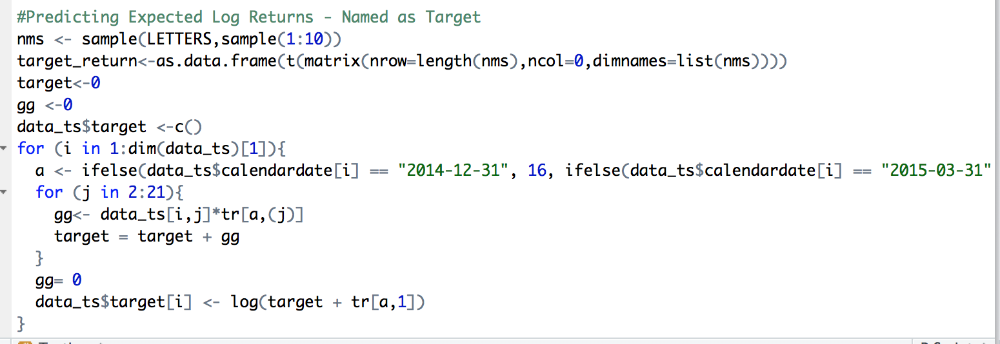 #Predicting Expected Log Returns - Named as Target
nms <- sample(LETTERS,sample(1:10))
target_return<-as.data.frame(t(matrix(nrow=length(nms),ncol=0,dimnames=list(nms))))
target<-0
gg <-0
data_ts$target <-c()
for (i in 1:dim(data_ts)[1]){
  a <- ifelse(data_ts$calendardate[i] == "2014-12-31", 16, ifelse(data_ts$calendardate[i] == "2015-03-31"
  for (j in 2:21){
    gg<- data_ts[i,j]*tr[a,(j)]
    target = target + gg
  }
  gg= 0
  data_ts$target[i] <- log(target + tr[a,1])
}